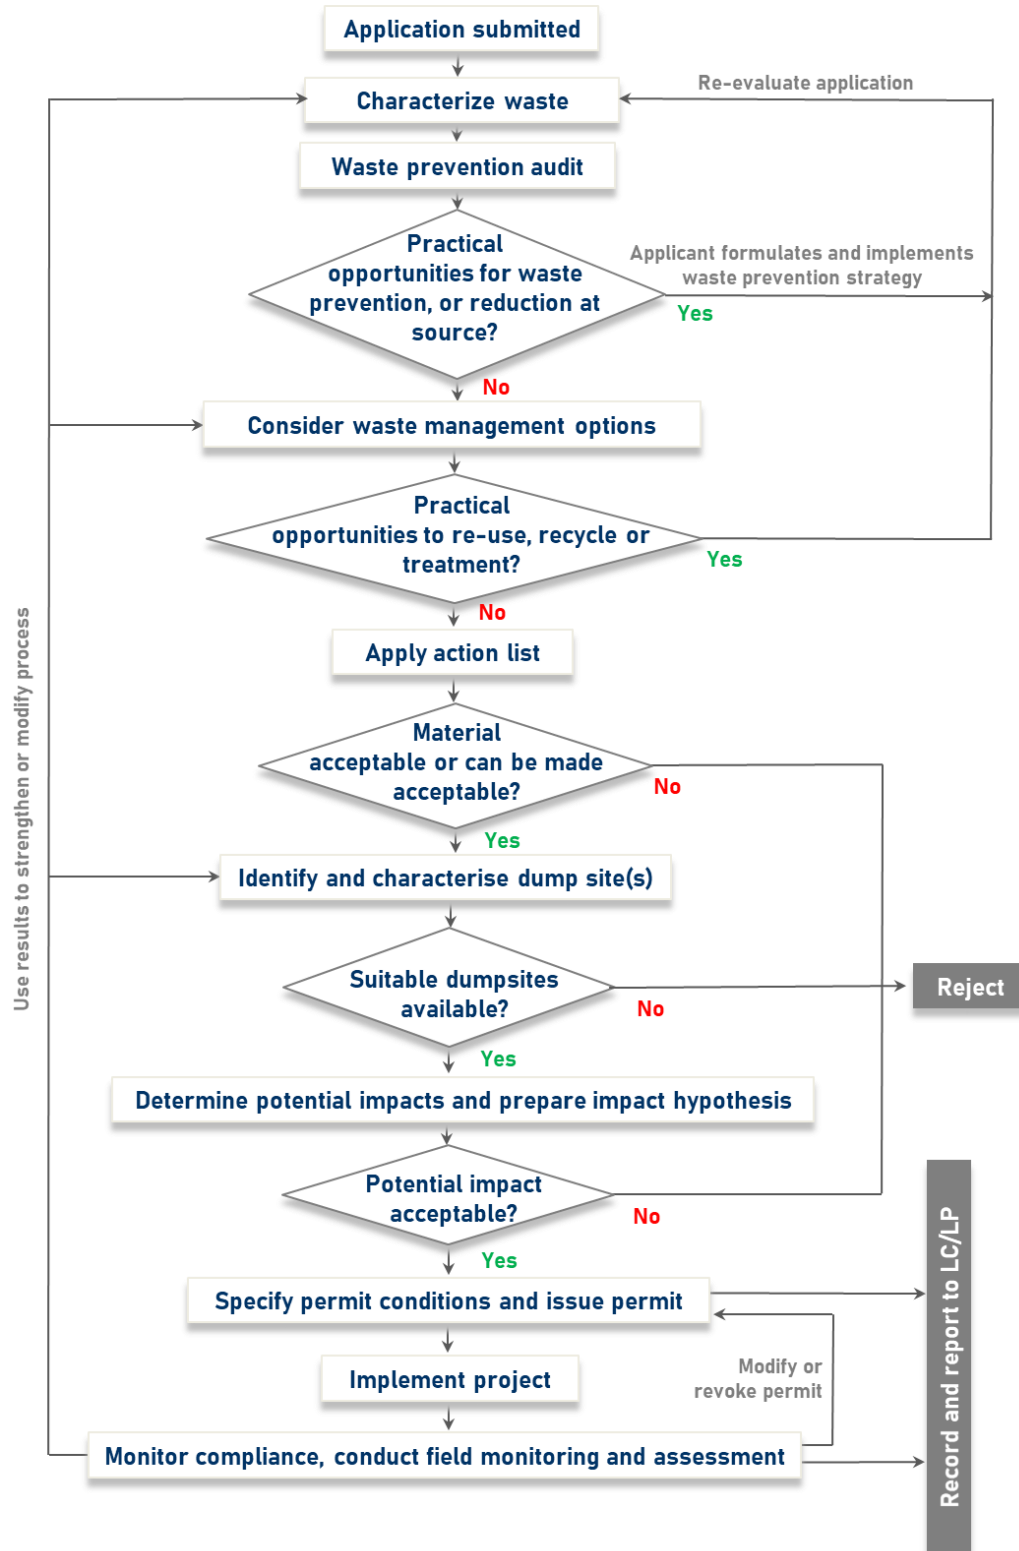 Application submitted
Re-evaluate application
Characterize waste
Waste prevention audit
Practical
opportunities for waste
prevention, or reduction at
source?
Applicant formulates and implements
waste prevention strategy
Yes
No
Consider waste management options
Practical
opportunities to re-use, recycle or
treatment?
Yes
No
Apply action list
Material
acceptable or can be made
acceptable?
No
Yes
Identify and characterise dump site(s)
Suitable dumpsites
available?
No
Reject
Yes
Determine potential impacts and prepare impact hypothesis
Potential impact
acceptable?
No
Yes
Specify permit conditions and issue permit
Implement project
Modify or
revoke permit
Monitor compliance, conduct field monitoring and assessment
Use results to strengthen or modify process
Record and report to LC/LP